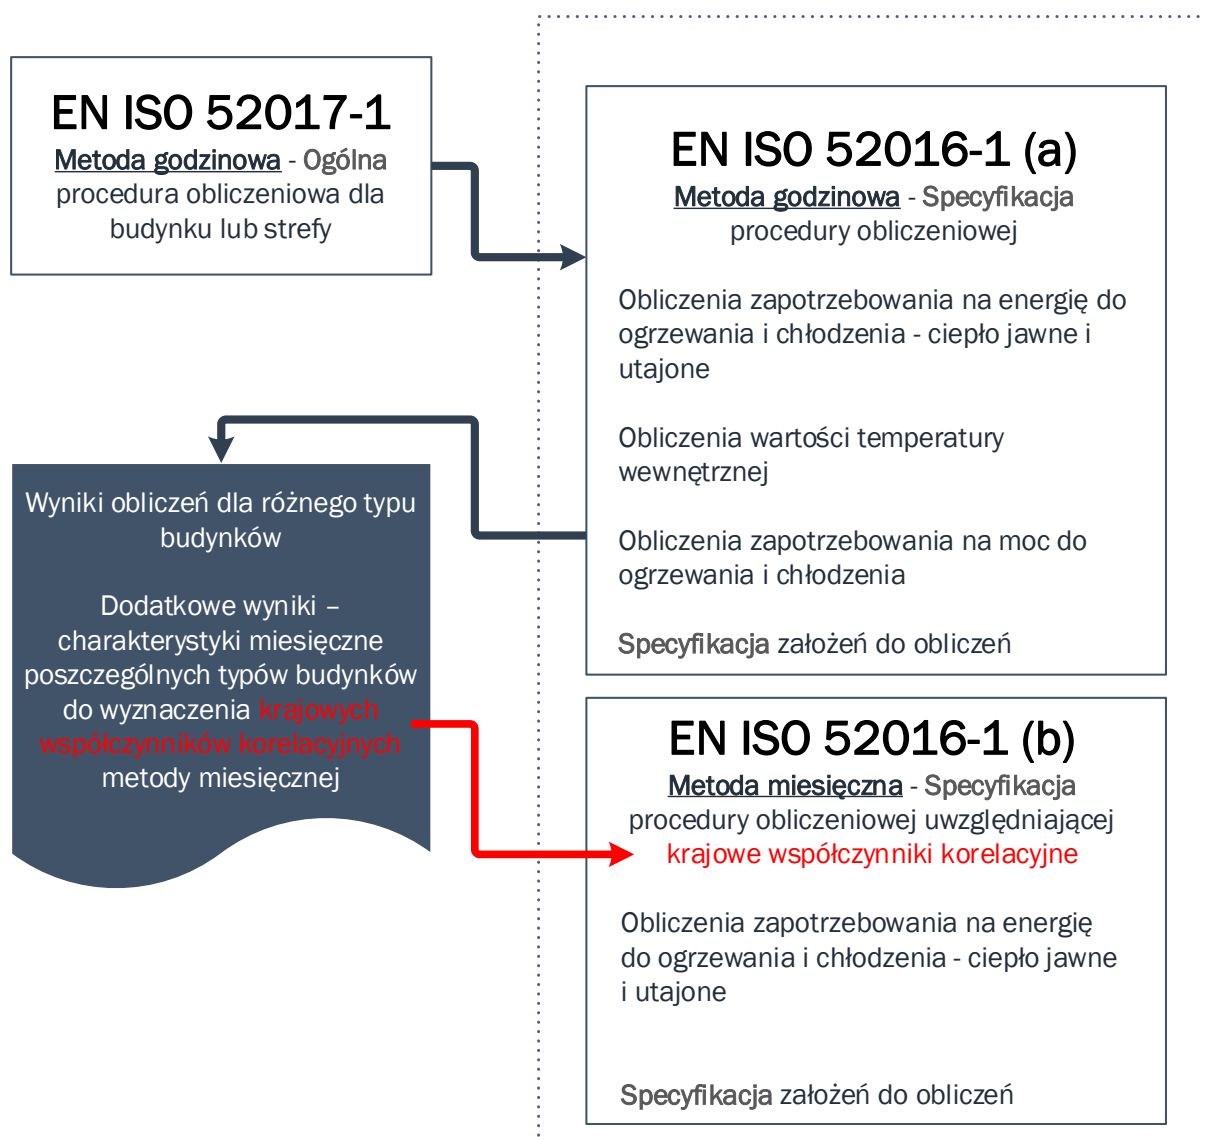 EN ISO 52017-1
Metoda godzinowa - Ogólna
procedura obliczeniowa dla
budynku lub strefy
EN ISO 52016-1 (a)
Metoda godzinowa - Specyfikacja
procedury obliczeniowej
Obliczenia zapotrzebowania na energię do
ogrzewania i chłodzenia - ciepło jawne i
utajone
Obliczenia wartości temperatury
wewnętrznej
Obliczenia zapotrzebowania na moc do
ogrzewania i chłodzenia
Specyfikacja założeń do obliczeń
Wyniki obliczeń dla różnego typu
budynków
Dodatkowe wyniki –
charakterystyki miesięczne
poszczególnych typów budynków
do wyznaczenia krajowych
współczynników korelacyjnych
metody miesięcznej
EN ISO 52016-1 (b)
Metoda miesięczna - Specyfikacja
procedury obliczeniowej uwzględniającej
krajowe współczynniki korelacyjne
Obliczenia zapotrzebowania na energię
do ogrzewania i chłodzenia - ciepło jawne
i utajone
Specyfikacja założeń do obliczeń